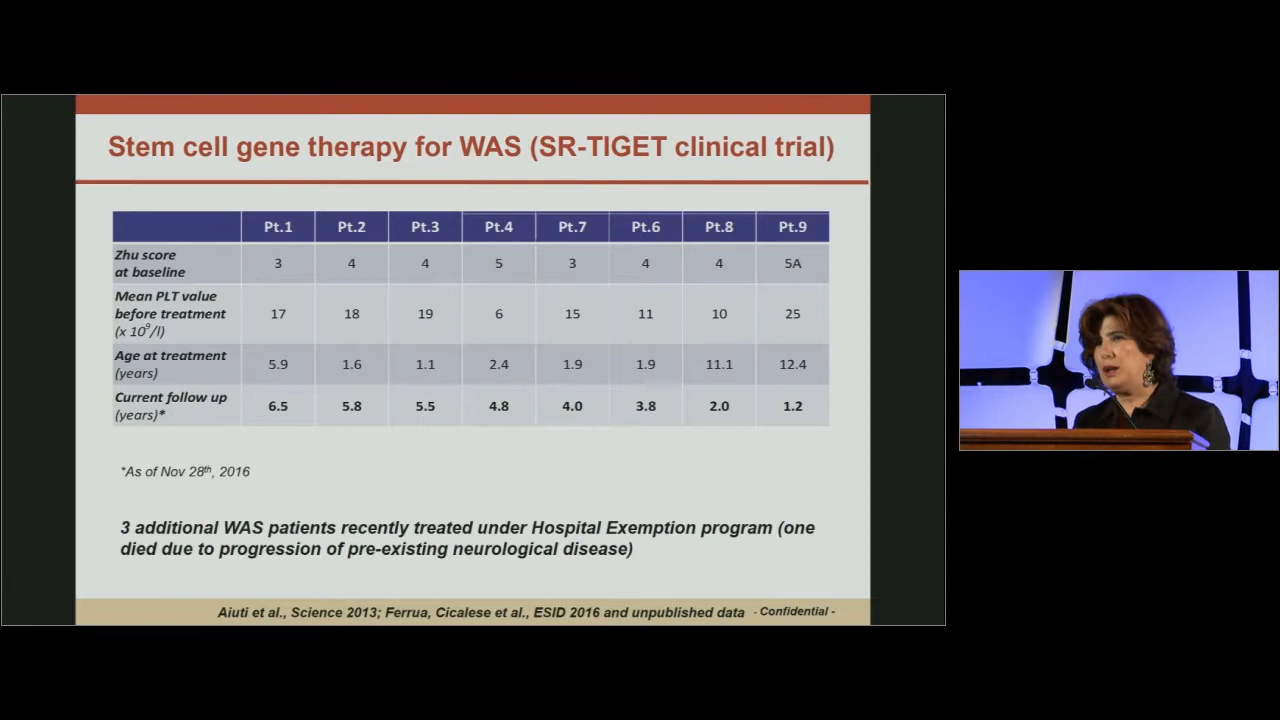 Stem cell gene therapy for WAS (SR-TIGET clinical trial)
Pt.1 Pt.2 Pt.3 Pt.4 Pt.7 Pt.6 Pt.8 Pt.9
Zhu score
at baseline
3 4 4 5 3 4 4 5A
Mean PLT value
before treatment
(x 10⁹/l)
17 18 19 6 15 11 10 25
Age at treatment
(years)
5.9 1.6 1.1 2.4 1.9 1.9 11.1 12.4
Current follow up
(years)*
6.5 5.8 5.5 4.8 4.0 3.8 2.0 1.2
*As of Nov 28th, 2016
3 additional WAS patients recently treated under Hospital Exemption program (one
died due to progression of pre-existing neurological disease)
Aiuti et al., Science 2013; Ferrua, Cicalese et al., ESID 2016 and unpublished data - Confidential -